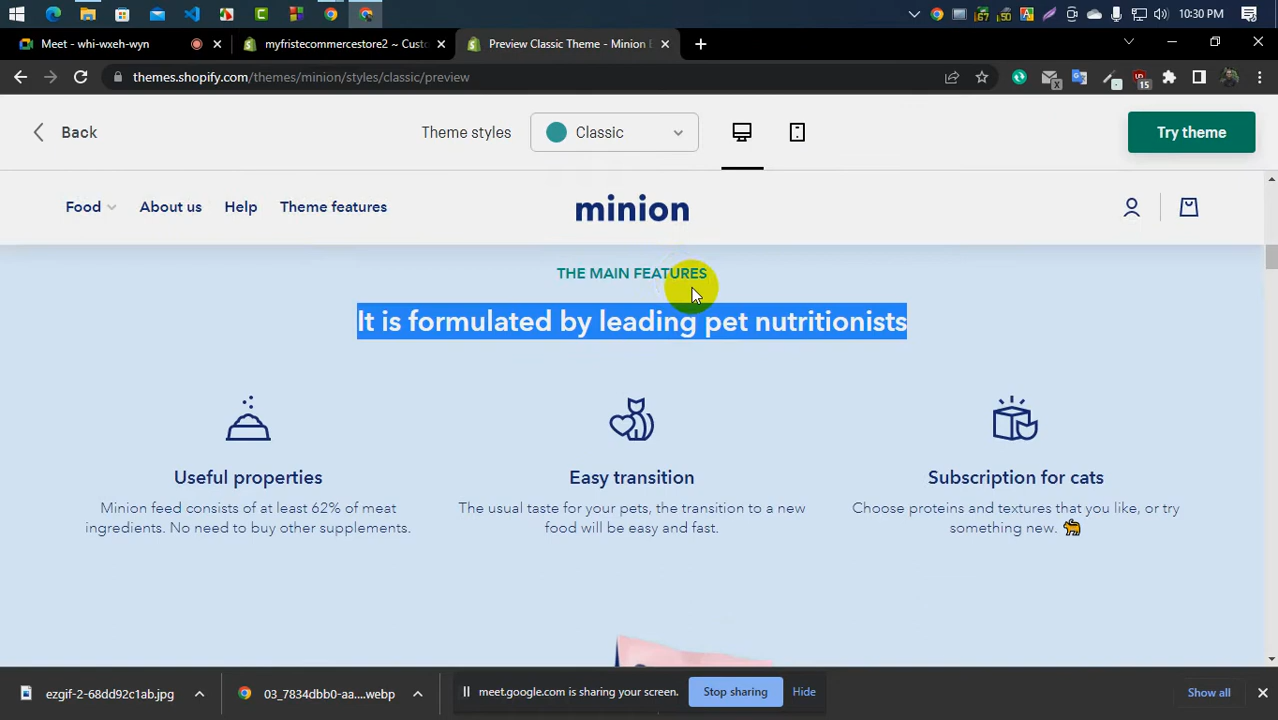 10:30 PM
67
50
Meet - whi-wxeh-wyn
myfristecommercestore2 ~ Custo
Preview Classic Theme - Minion E
themes.shopify.com/themes/minion/styles/classic/preview
15
Back
Theme styles
Classic
Try theme
Food
About us
Help
Theme features
minion
THE MAIN FEATURES
It is formulated by leading pet nutritionists
Useful properties
Minion feed consists of at least 62% of meat
ingredients. No need to buy other supplements.
Easy transition
The usual taste for your pets, the transition to a new
food will be easy and fast.
Subscription for cats
Choose proteins and textures that you like, or try
something new.
ezgif-2-68dd92c1ab.jpg
03_7834dbb0-aa....webp
meet.google.com is sharing your screen.
Stop sharing
Hide
Show all